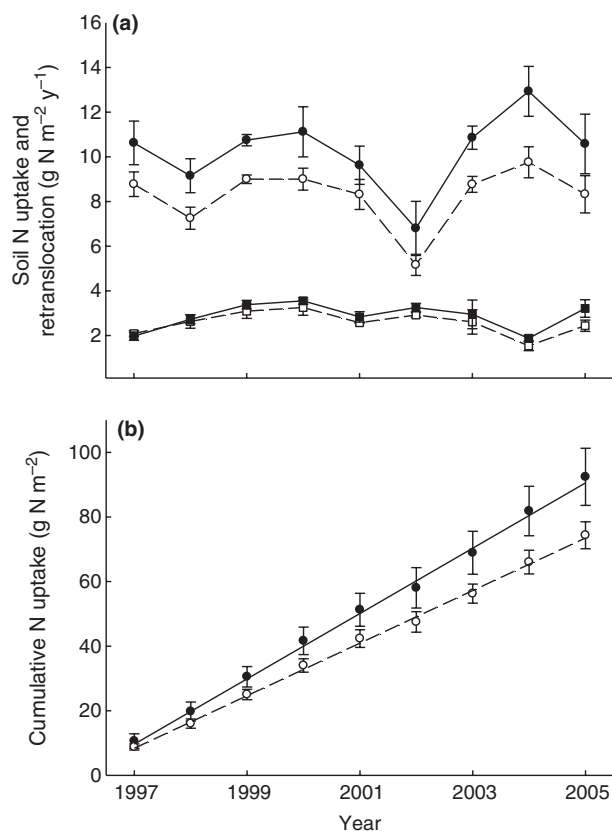 (a)
16
14
12
10
8
6
4
2
Soil N uptake and
retranslocation (g N m⁻² y⁻¹)
(b)
100
80
60
40
20
0
Cumulative N uptake (g N m⁻²)
1997 1999 2001 2003 2005
Year